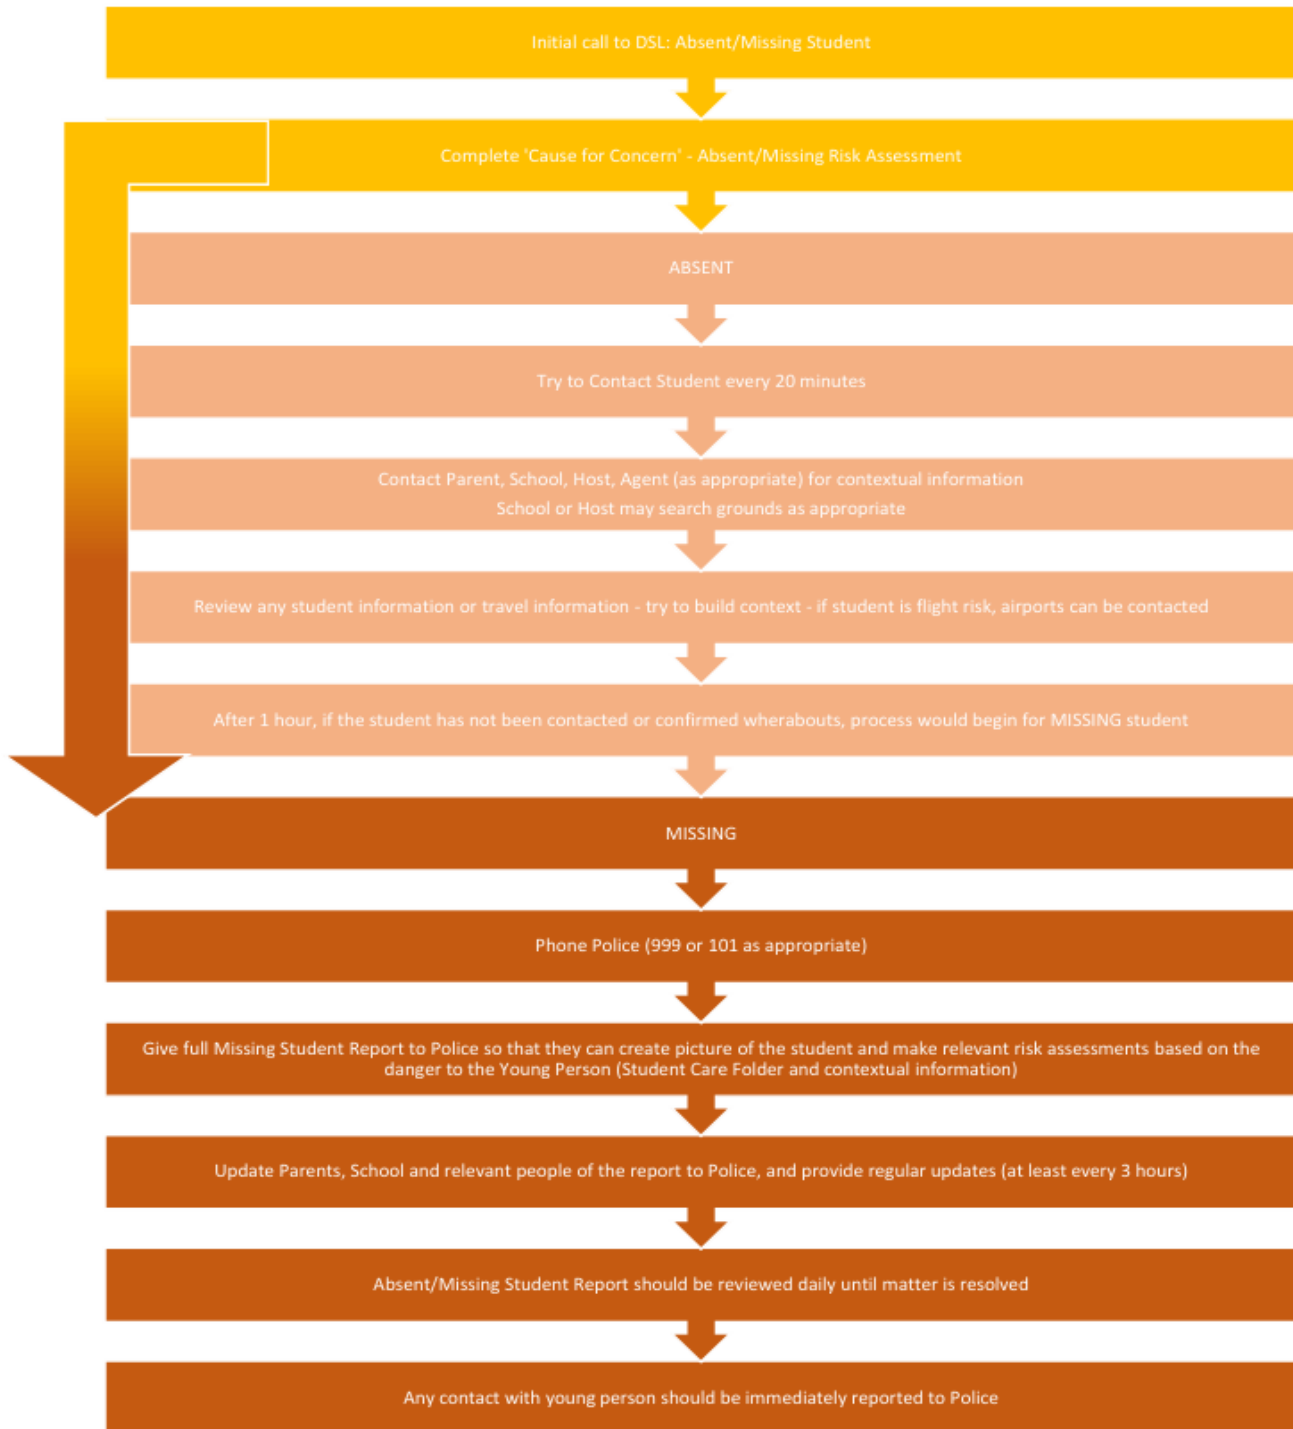 Initial call to DSL: Absent/Missing Student
Complete 'Cause for Concern' - Absent/Missing Risk Assessment
ABSENT
Try to Contact Student every 20 minutes
Contact Parent, School, Host, Agent (as appropriate) for contextual information
School or Host may search grounds as appropriate
Review any student information or travel information - try to build context - if student is flight risk, airports can be contacted
After 1 hour, if the student has not been contacted or confirmed wherabouts, process would begin for MISSING student
MISSING
Phone Police (999 or 101 as appropriate)
Give full Missing Student Report to Police so that they can create picture of the student and make relevant risk assessments based on the
danger to the Young Person (Student Care Folder and contextual information)
Update Parents, School and relevant people of the report to Police, and provide regular updates (at least every 3 hours)
Absent/Missing Student Report should be reviewed daily until matter is resolved
Any contact with young person should be immediately reported to Police